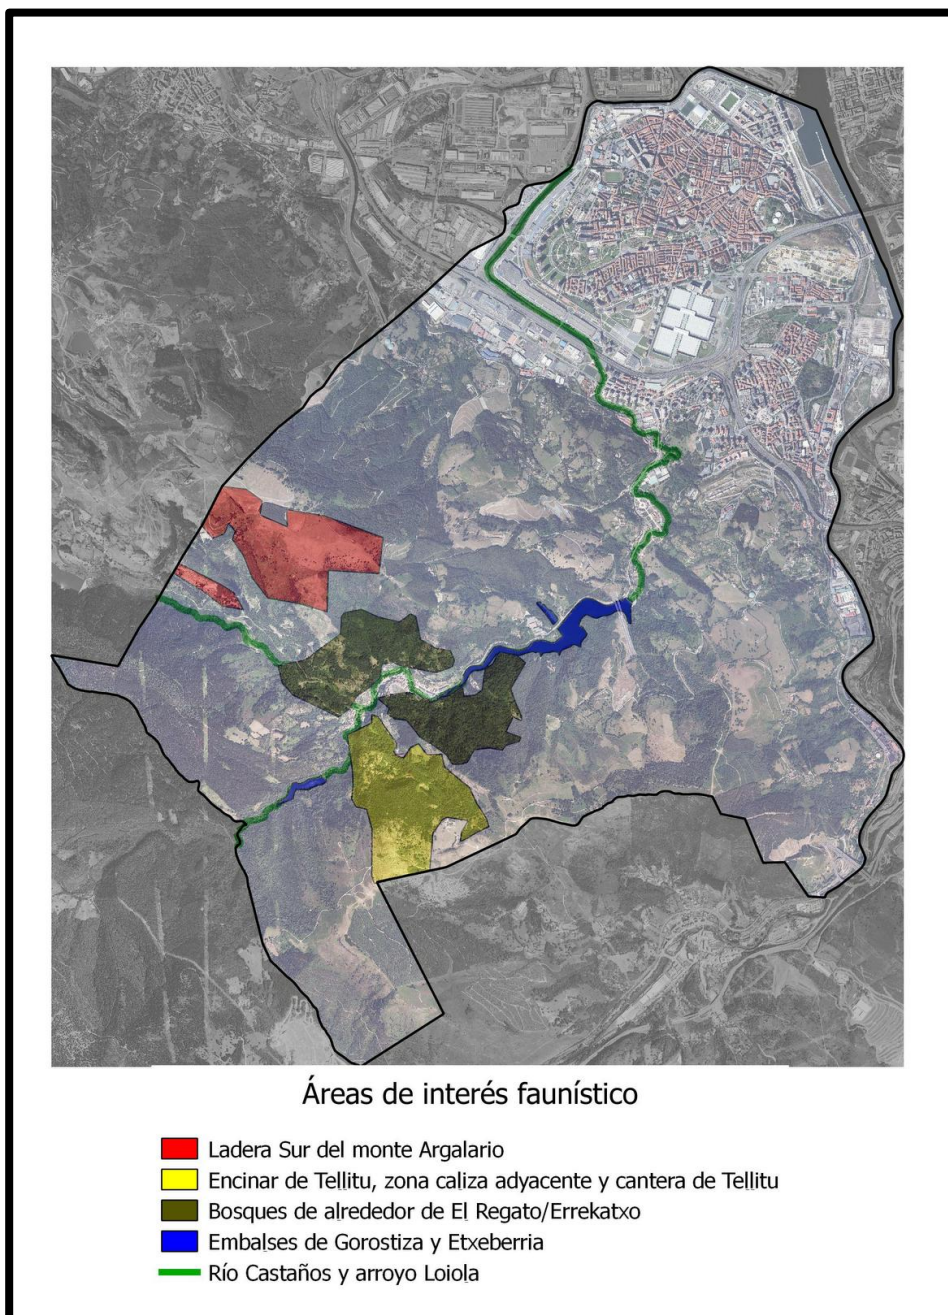 Áreas de interés faunístico
Ladera Sur del monte Argalario
Encinar de Tellitu, zona caliza adyacente y cantera de Tellitu
Bosques de alrededor de El Regato/Errekatxo
Embalses de Gorostiza y Etxeberria
Río Castaños y arroyo Loiola